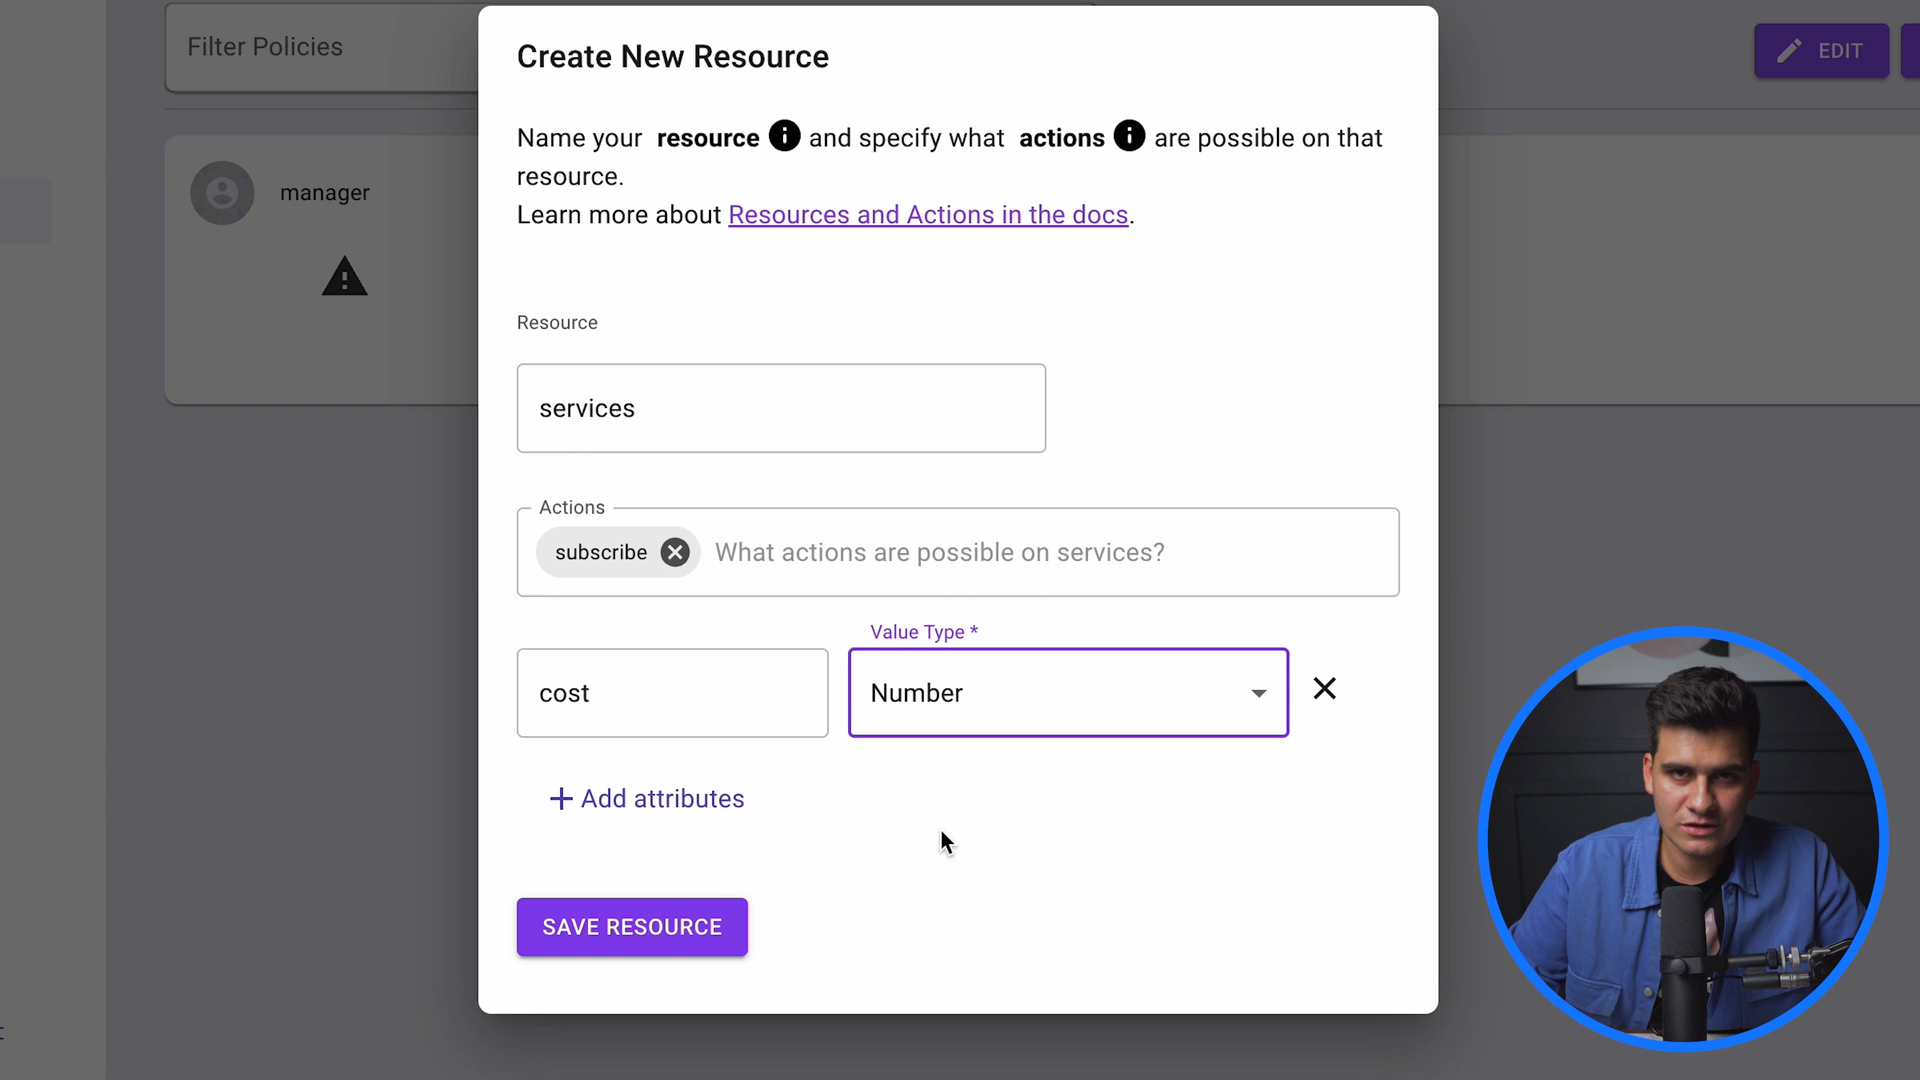 Filter Policies
EDIT
manager
Create New Resource
Name your resource and specify what actions are possible on that
resource.
Learn more about Resources and Actions in the docs.
Resource
services
Actions
subscribe What actions are possible on services?
Value Type *
cost
Number
Add attributes
SAVE RESOURCE